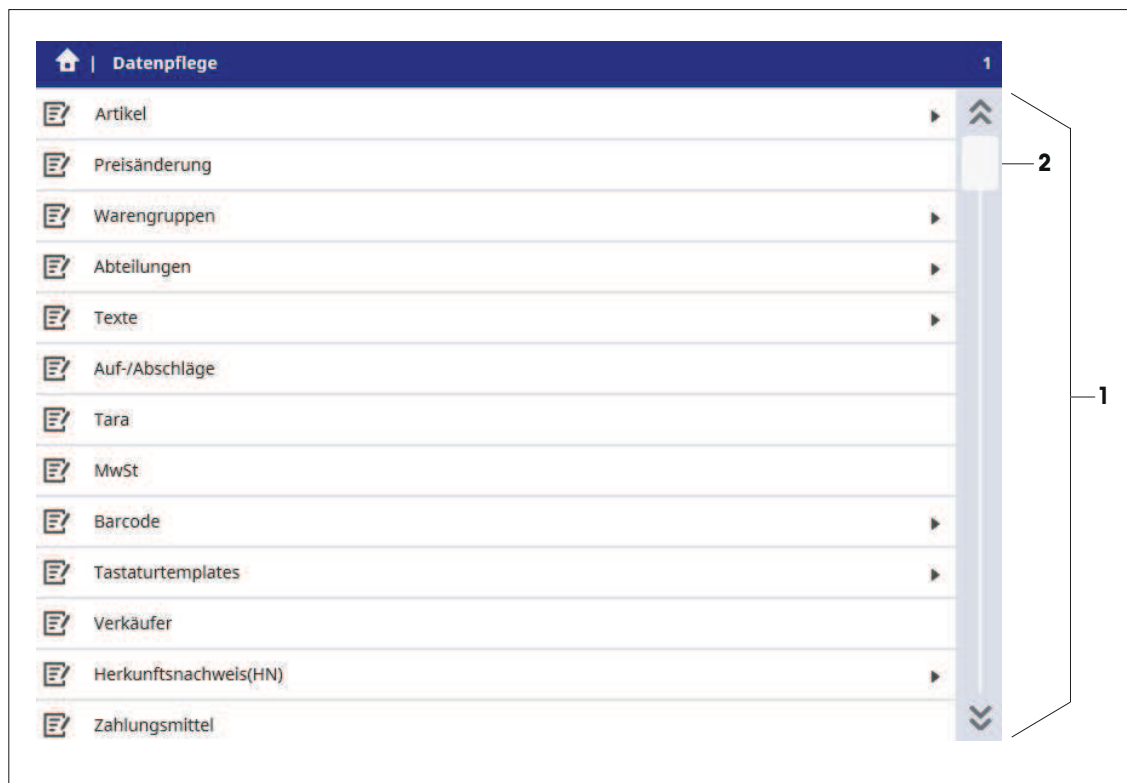 | Datenpflege 1
Artikel
Preisänderung
2
Warengruppen
Abteilungen
Texte
Auf-/Abschläge
1
Tara
MwSt
Barcode
Tastaturtemplates
Verkäufer
Herkunftsnachweis(HN)
Zahlungsmittel